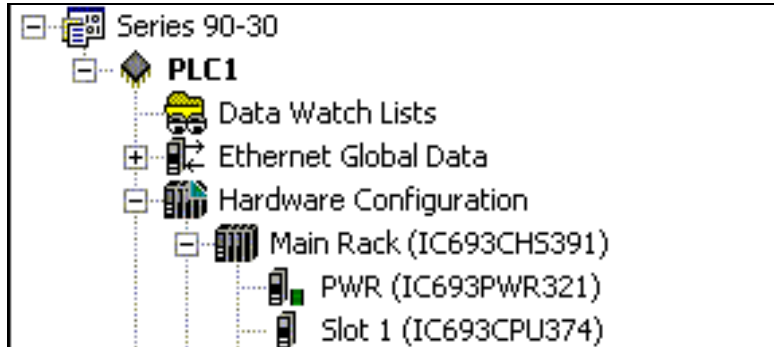 Series 90-30
PLC1
Data Watch Lists
Ethernet Global Data
Hardware Configuration
Main Rack (IC693CHS391)
PWR (IC693PWR321)
Slot 1 (IC693CPU374)